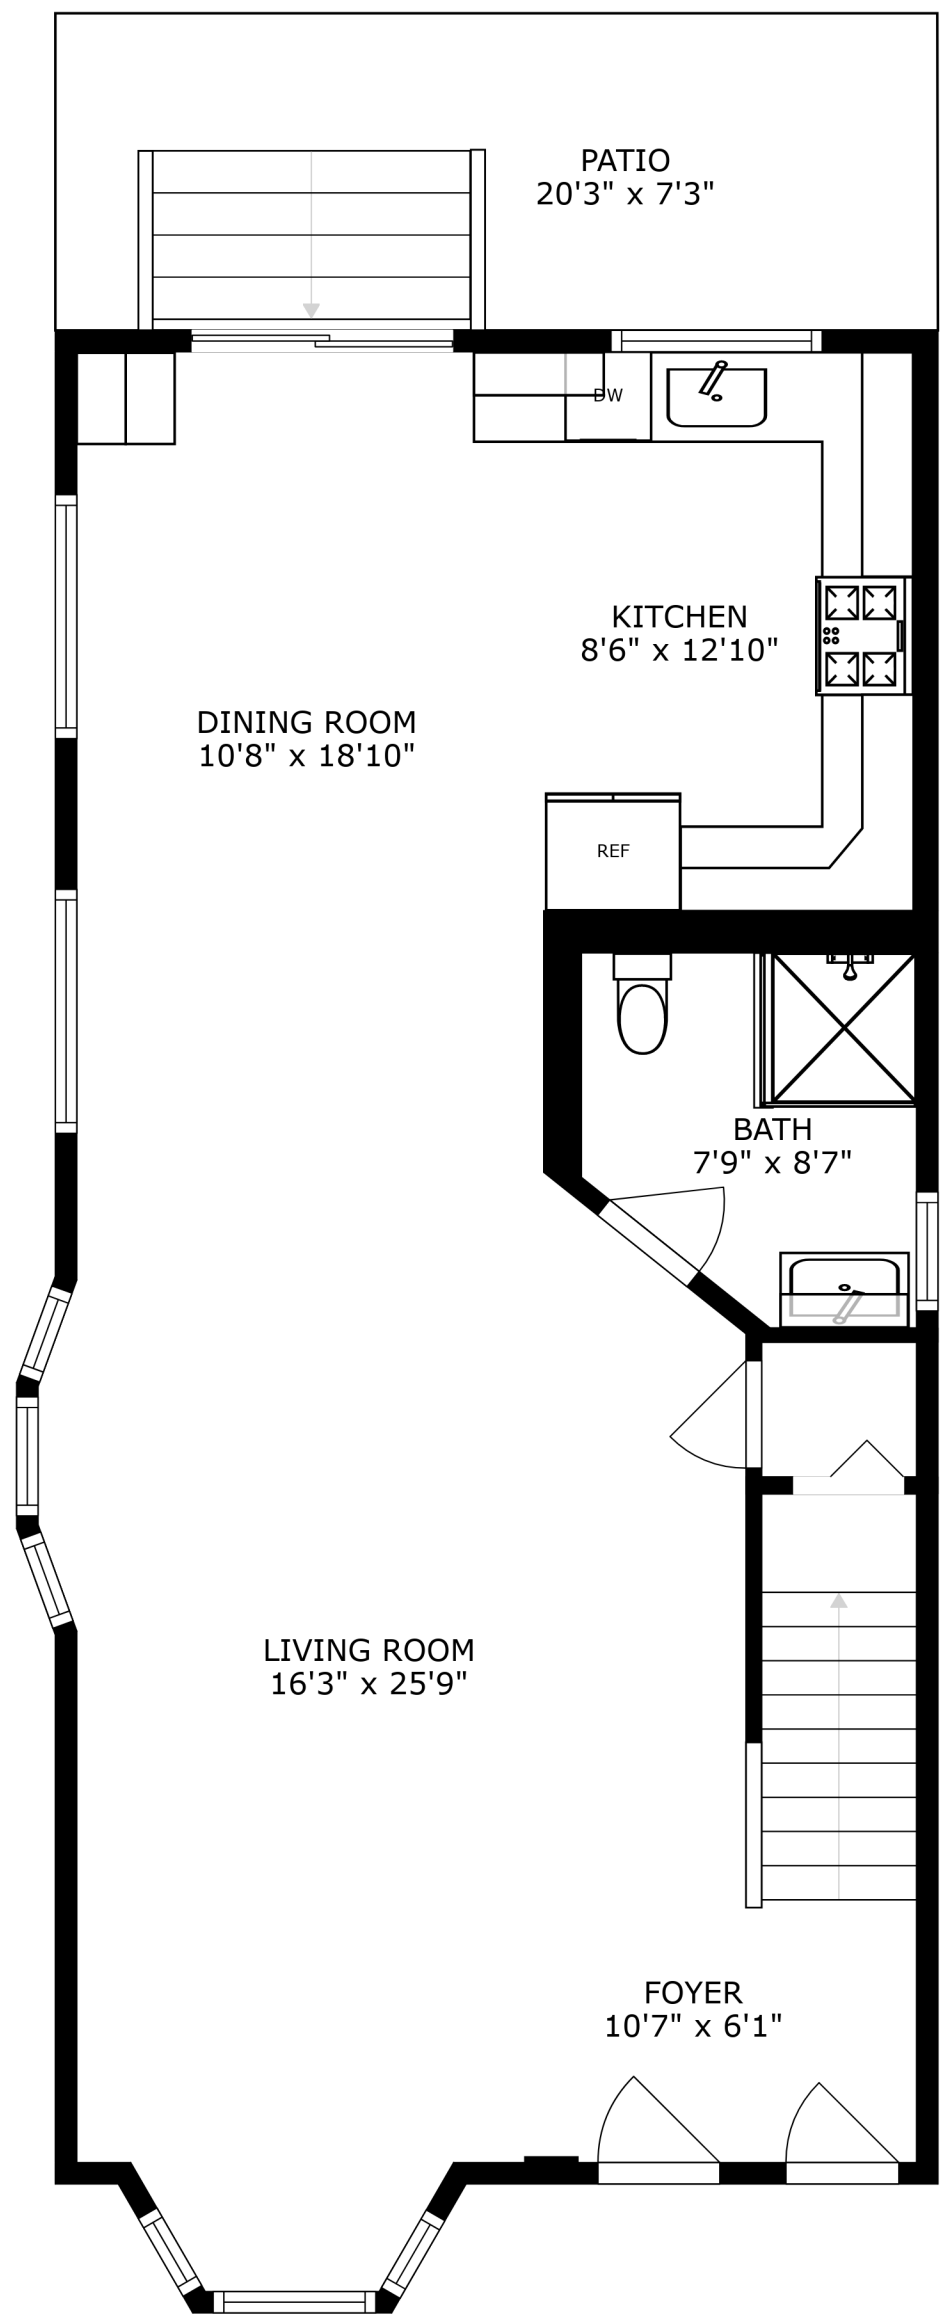 PATIO
20'3" x 7'3"
DW
KITCHEN
8'6" x 12'10"
DINING ROOM
10'8" x 18'10"
REF
BATH
7'9" x 8'7"
LIVING ROOM
16'3" x 25'9"
FOYER
10'7" x 6'1"